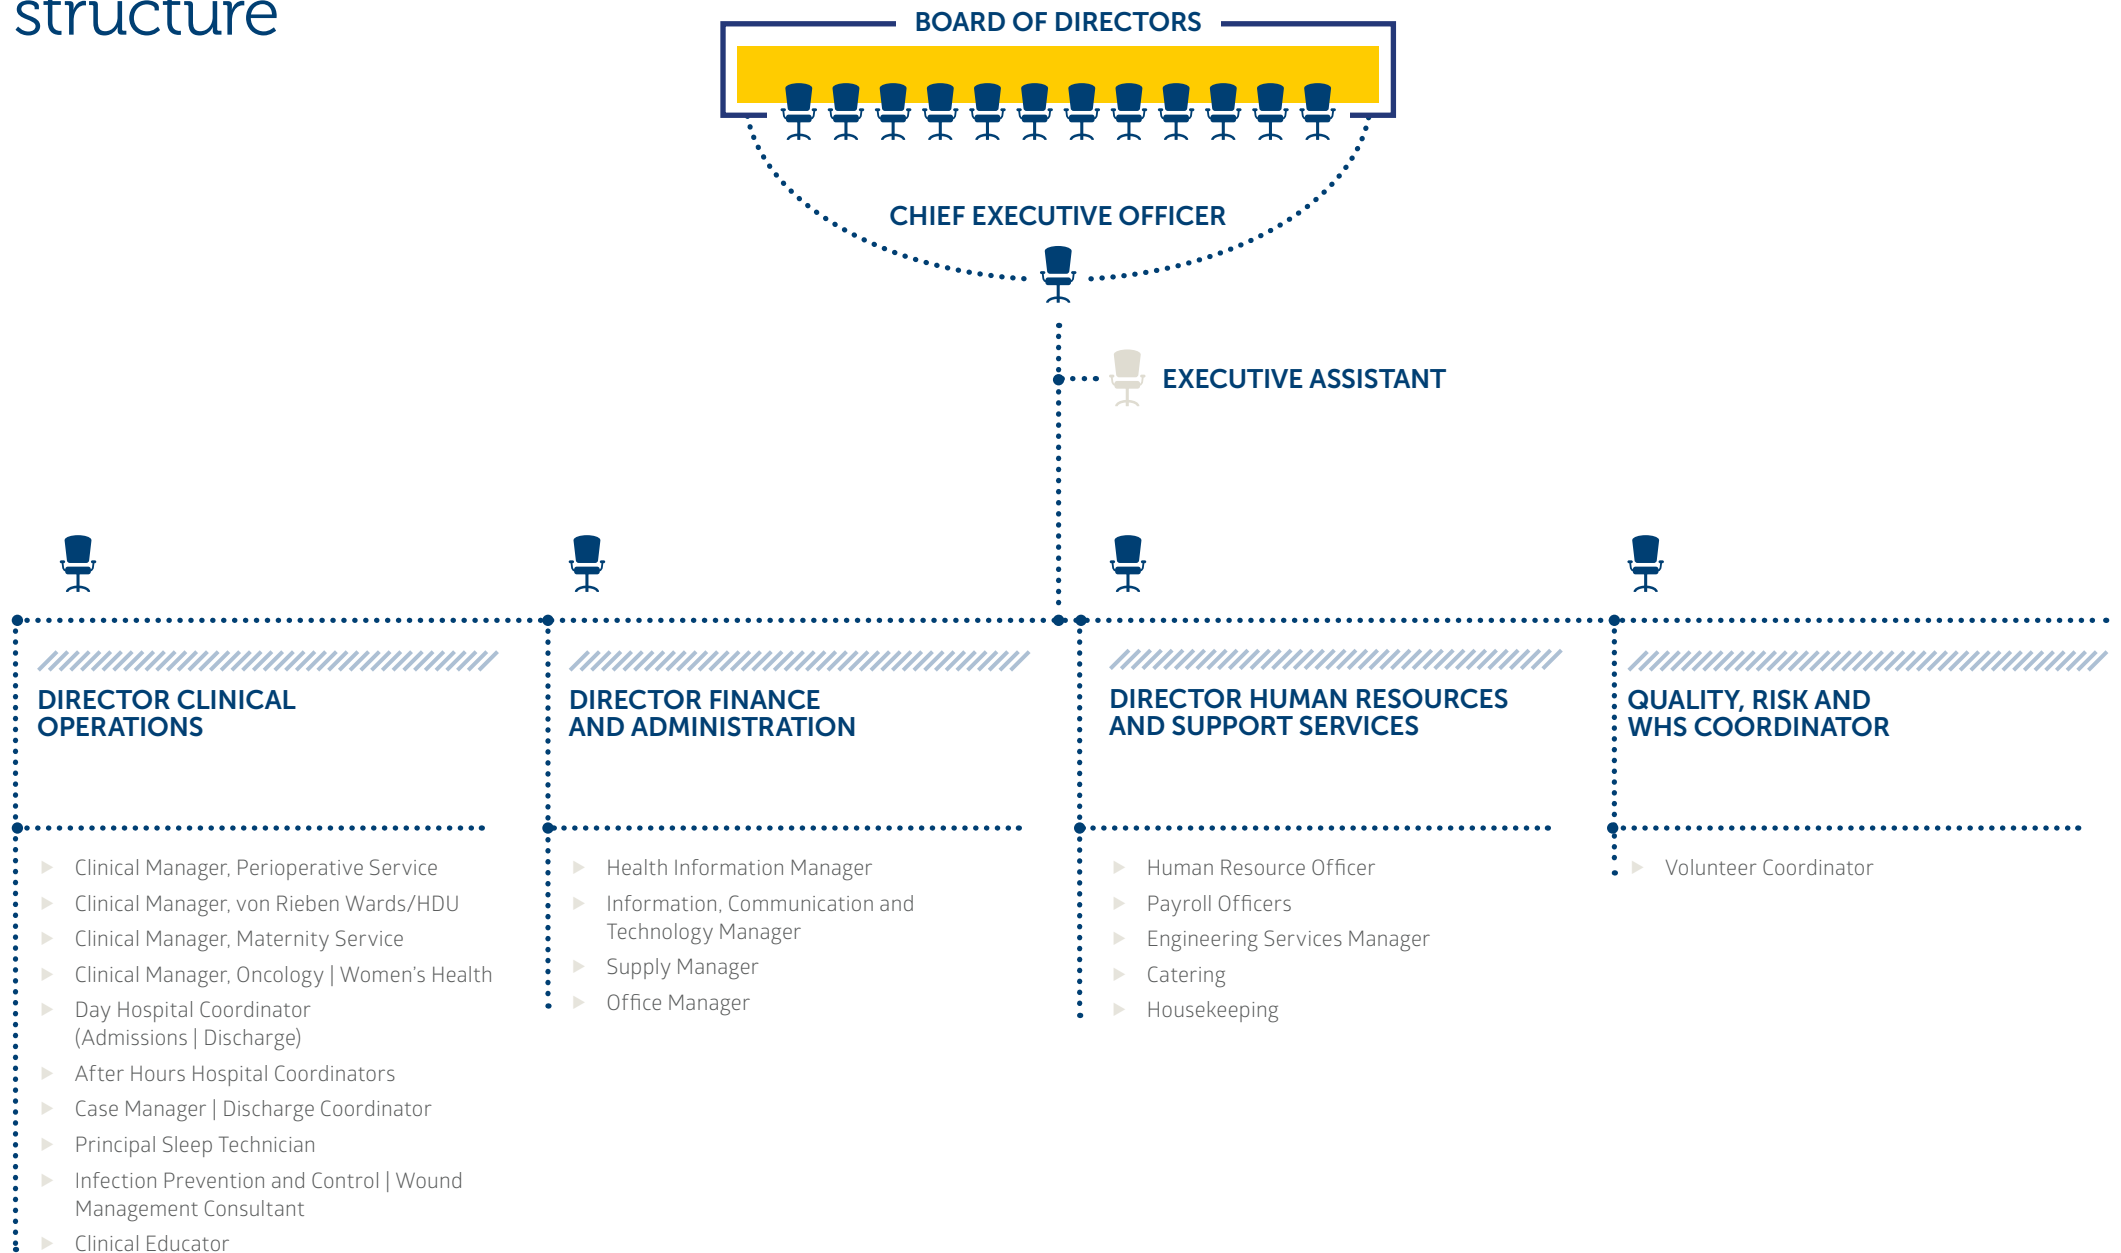 structure
BOARD OF DIRECTORS
CHIEF EXECUTIVE OFFICER
EXECUTIVE ASSISTANT
DIRECTOR CLINICAL
OPERATIONS
Clinical Manager, Perioperative Service
Clinical Manager, von Rieben Wards/HDU
Clinical Manager, Maternity Service
Clinical Manager, Oncology | Women's Health
Day Hospital Coordinator
(Admissions | Discharge)
After Hours Hospital Coordinators
Case Manager | Discharge Coordinator
Principal Sleep Technician
Infection Prevention and Control | Wound
Management Consultant
Clinical Educator
DIRECTOR FINANCE
AND ADMINISTRATION
Health Information Manager
Information, Communication and
Technology Manager
Supply Manager
Office Manager
DIRECTOR HUMAN RESOURCES
AND SUPPORT SERVICES
Human Resource Officer
Payroll Officers
Engineering Services Manager
Catering
Housekeeping
QUALITY, RISK AND
WHS COORDINATOR
Volunteer Coordinator